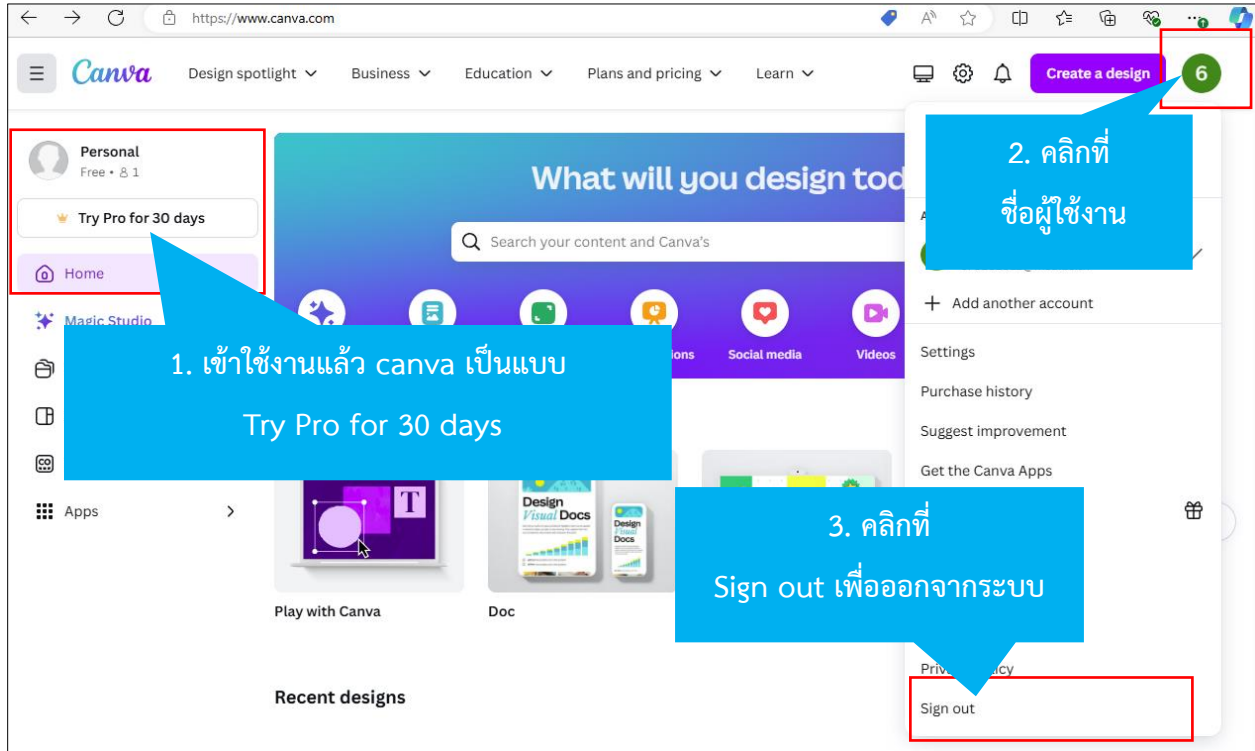 https://www.canva.com
Canva
Design spotlight
Business
Education
Plans and pricing
Learn
Create a design
6
Personal
Free • 1
Try Pro for 30 days
Home
Magic Studio
Apps
What will you design tod
Search your content and Canva's
ions
Social media
Videos
1. เข้าใช้งานแล้ว canva เป็นแบบ
Try Pro for 30 days
2. คลิกที่
ชื่อผู้ใช้งาน
Add another account
Settings
Purchase history
Suggest improvement
Get the Canva Apps
3. คลิกที่
Sign out เพื่อออกจากระบบ
Sign out
T
Design
Visual Docs
Design
Visual
Docs
Play with Canva
Doc
Recent designs